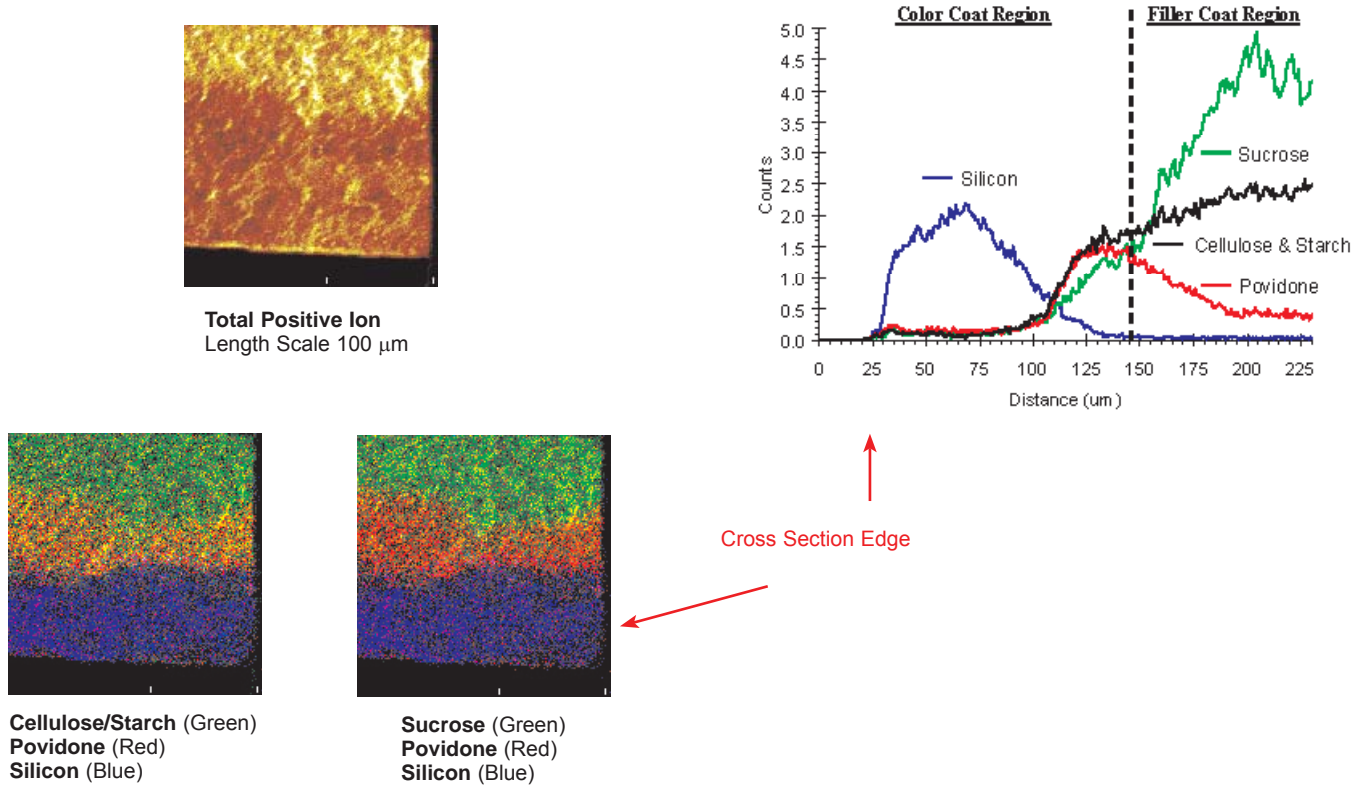 Total Positive Ion
Length Scale 100 μm
Color Coat Region
Filler Coat Region
5.0
4.5
4.0
3.5
3.0
2.5
2.0
1.5
1.0
0.5
0.0
Counts
Silicon
Sucrose
Cellulose & Starch
Povidone
0 25 50 75 100 125 150 175 200 225
Distance (um)
Cross Section Edge
Cellulose/Starch (Green)
Povidone (Red)
Silicon (Blue)
Sucrose (Green)
Povidone (Red)
Silicon (Blue)